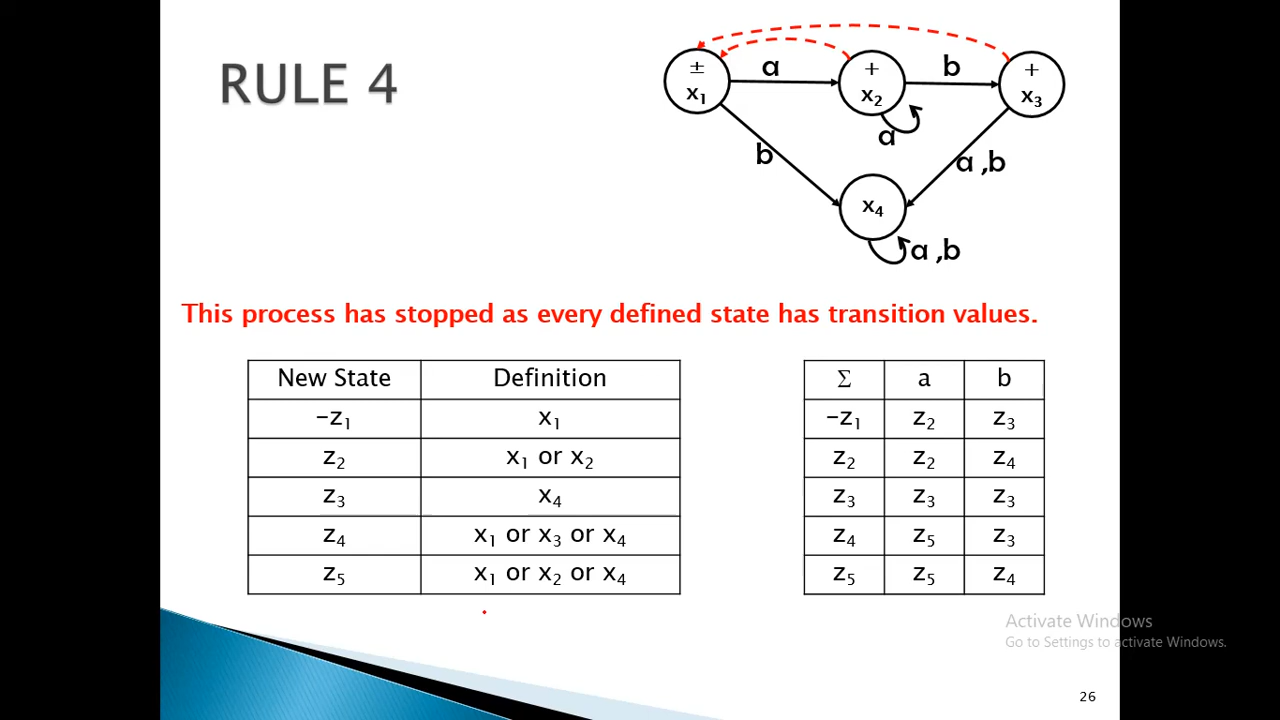 RULE 4
± a + b +
x₁ x₂ x₃
a
b a ,b
x₄
a ,b
This process has stopped as every defined state has transition values.
New State Definition
−z₁ x₁
z₂ x₁ or x₂
z₃ x₄
z₄ x₁ or x₃ or x₄
z₅ x₁ or x₂ or x₄
Σ a b
−z₁ z₂ z₃
z₂ z₂ z₄
z₃ z₃ z₃
z₄ z₅ z₃
z₅ z₅ z₄
Activate Windows
Go to Settings to activate Windows.
26